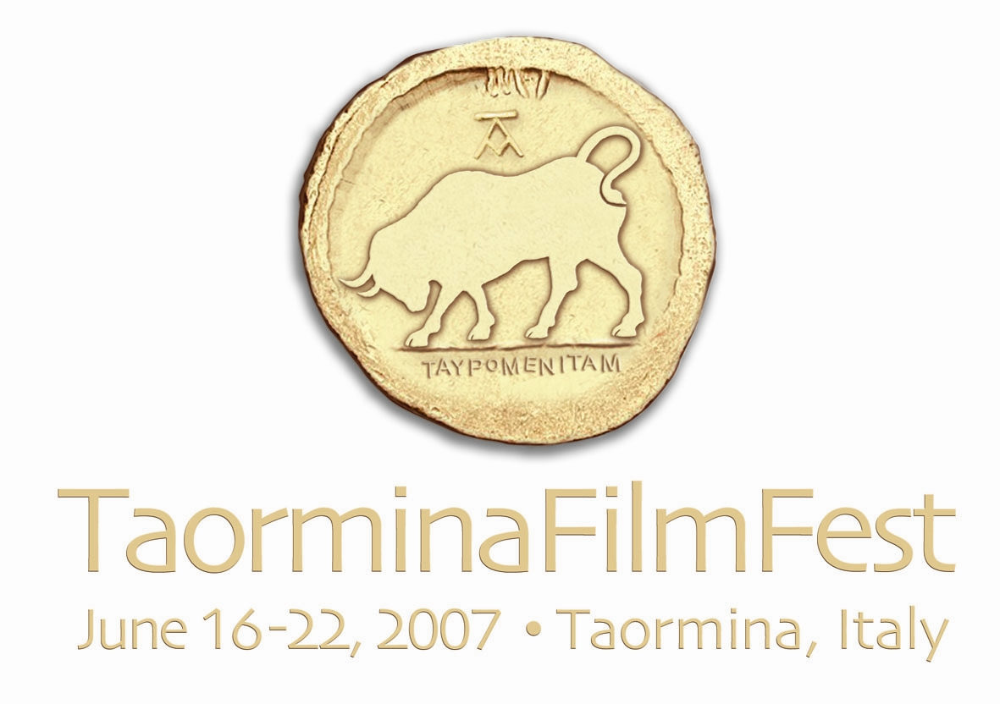 TAYPOMENITAM
TaorminaFilmFest
June 16-22, 2007 • Taormina, Italy